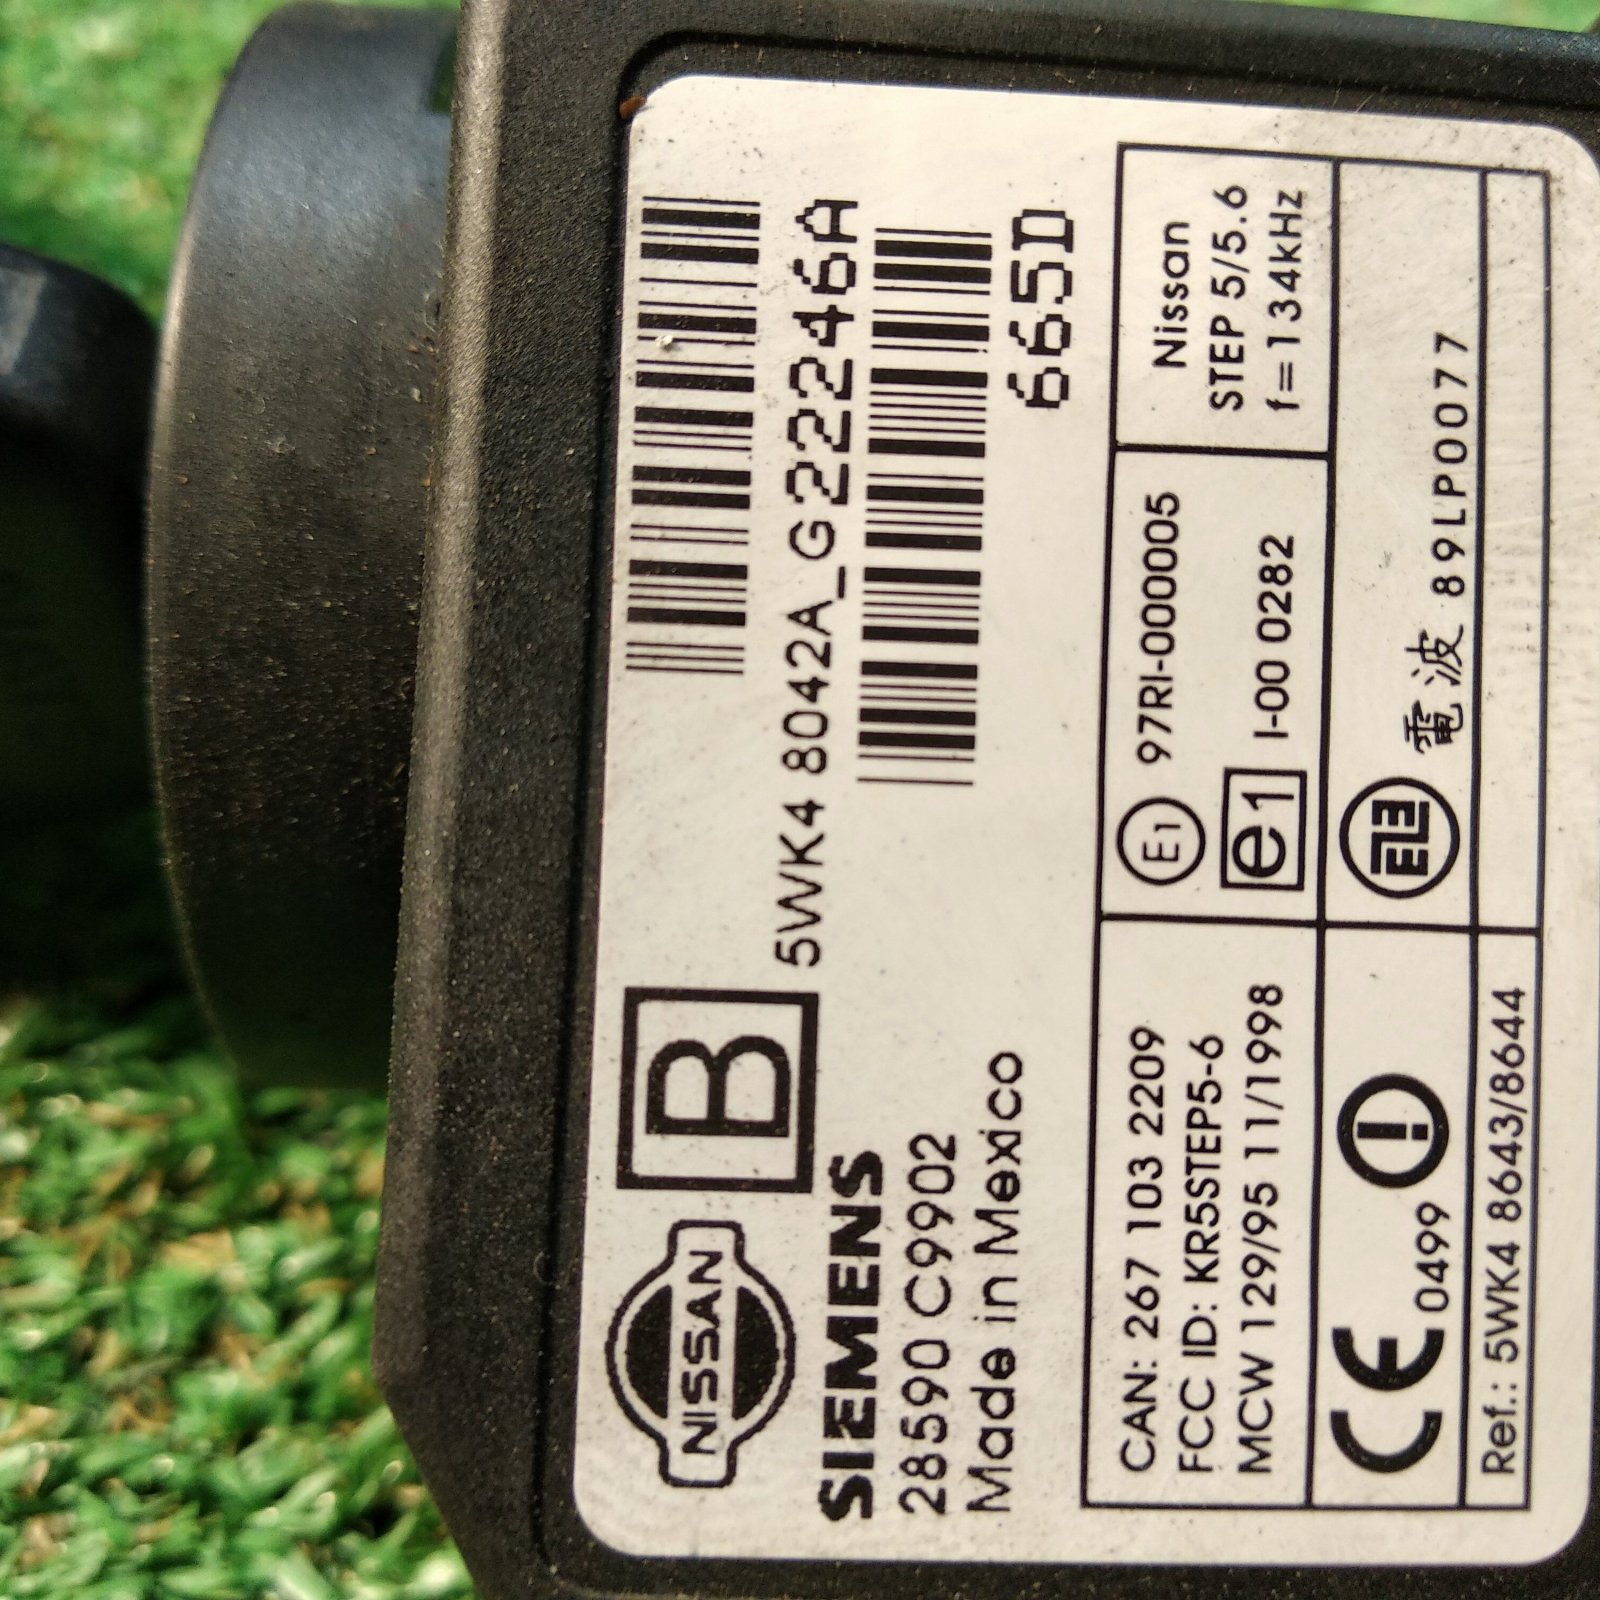 NISSAN
B
SIEMENS
5WK4 8042A_G22246A
28590 C9902
Made in Mexico
665D
CAN: 267 103 2209
FCC ID: KR5STEP5-6
MCW 129/95 11/1998
E1 97RI-000005
e1 I-00 0282
Nissan
STEP 5/5.6
f=134kHz
CE 0499
電波 89LP0077
Ref.: 5WK4 8643/8644